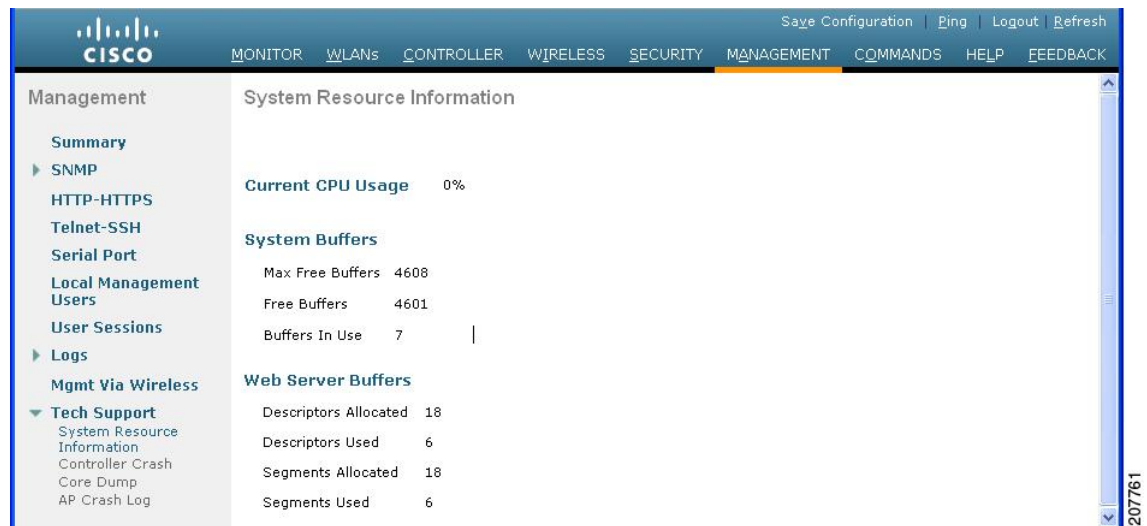 Save Configuration | Ping | Logout | Refresh
CISCO
MONITOR WLANs CONTROLLER WIRELESS SECURITY MANAGEMENT COMMANDS HELP FEEDBACK
Management
Summary
SNMP
HTTP-HTTPS
Telnet-SSH
Serial Port
Local Management
Users
User Sessions
Logs
Mgmt Via Wireless
Tech Support
System Resource
Information
Controller Crash
Core Dump
AP Crash Log
System Resource Information
Current CPU Usage 0%
System Buffers
Max Free Buffers 4608
Free Buffers 4601
Buffers In Use 7
Web Server Buffers
Descriptors Allocated 18
Descriptors Used 6
Segments Allocated 18
Segments Used 6
207761